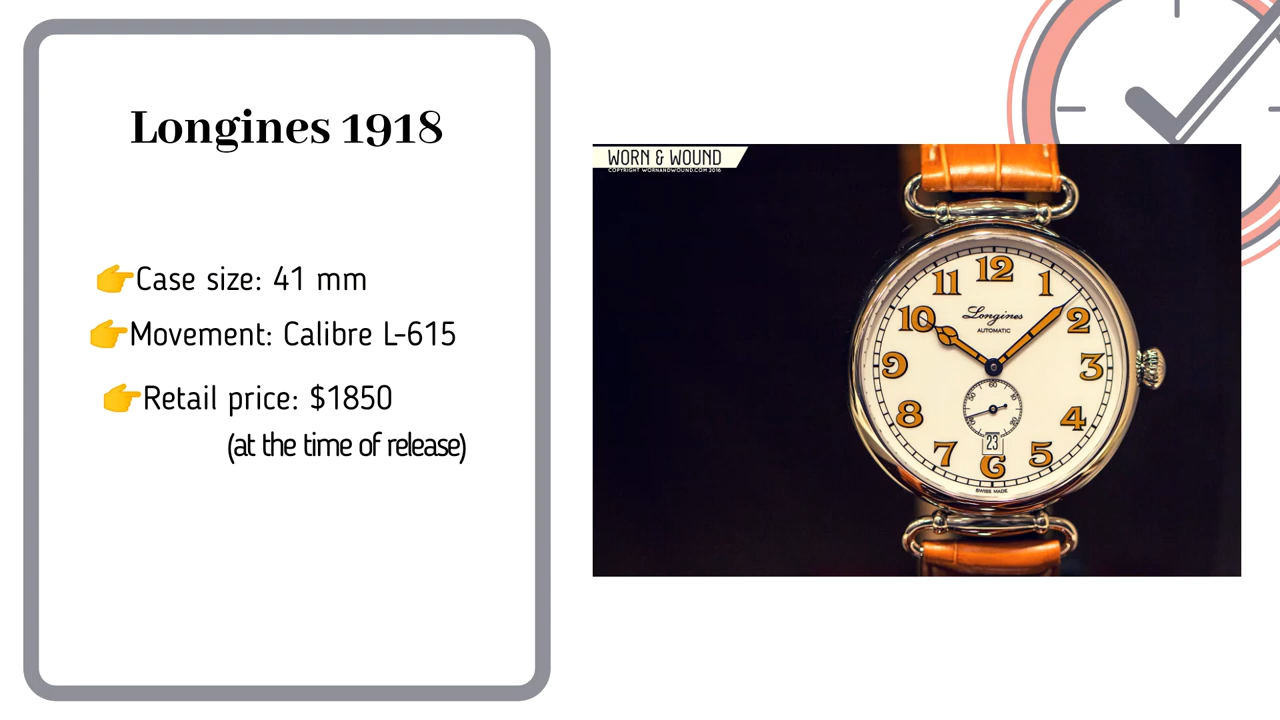 Longines 1918
👉Case size: 41 mm
👉Movement: Calibre L-615
👉Retail price: $1850
(at the time of release)
WORN & WOUND
COPYRIGHT WORNANDWOUND.COM 2016
12
11 1
Longines
AUTOMATIC
10 2
9 3
60
8 4
23
7 5
6
SWISS MADE